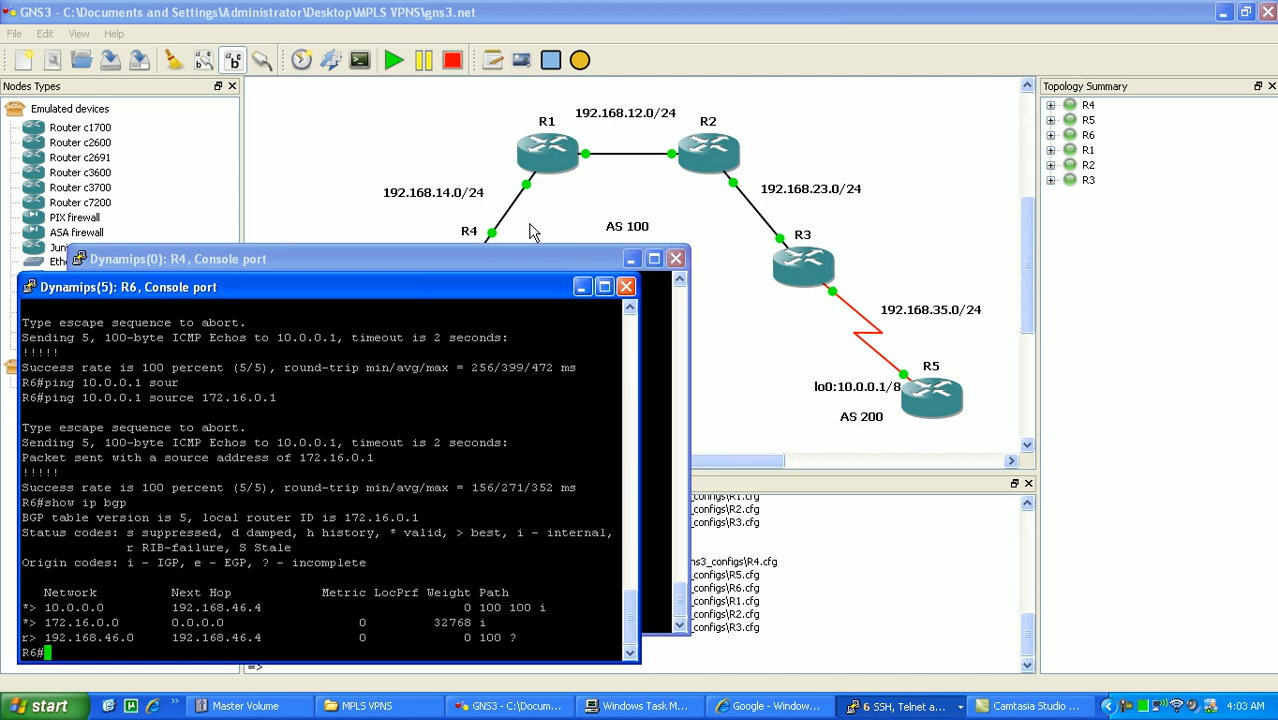 GNS3 - C:\Documents and Settings\Administrator\Desktop\MPLS VPNS\gns3.net
File Edit View Help
Nodes Types
Emulated devices
Router c1700
Router c2600
Router c2691
Router c3600
Router c3700
Router c7200
PIX firewall
ASA firewall
R1
192.168.12.0/24
R2
192.168.14.0/24
192.168.23.0/24
R4
AS 100
R3
192.168.35.0/24
R5
lo0:10.0.0.1/8
AS 200
Topology Summary
R4
R5
R6
R1
R2
R3
Dynamips(0): R4, Console port
Dynamips(5): R6, Console port
Type escape sequence to abort.
Sending 5, 100-byte ICMP Echos to 10.0.0.1, timeout is 2 seconds:
!!!!!
Success rate is 100 percent (5/5), round-trip min/avg/max = 256/399/472 ms
R6#ping 10.0.0.1 sour
R6#ping 10.0.0.1 source 172.16.0.1
Type escape sequence to abort.
Sending 5, 100-byte ICMP Echos to 10.0.0.1, timeout is 2 seconds:
Packet sent with a source address of 172.16.0.1
!!!!!
Success rate is 100 percent (5/5), round-trip min/avg/max = 156/271/352 ms
R6#show ip bgp
BGP table version is 5, local router ID is 172.16.0.1
Status codes: s suppressed, d damped, h history, * valid, > best, i - internal,
r RIB-failure, S Stale
Origin codes: i - IGP, e - EGP, ? - incomplete
Network Next Hop Metric LocPrf Weight Path
*> 10.0.0.0 192.168.46.4 0 100 100 i
*> 172.16.0.0 0.0.0.0 0 32768 i
r> 192.168.46.0 192.168.46.4 0 0 100 ?
R6#
_configs\R1.cfg
_configs\R2.cfg
_configs\R3.cfg
ns3_configs\R4.cfg
_configs\R5.cfg
_configs\R6.cfg
_configs\R1.cfg
_configs\R2.cfg
_configs\R3.cfg
=>
start
Master Volume
MPLS VPNS
GNS3 - C:\Docum...
Windows Task M...
Google - Window...
6 SSH, Telnet a...
Camtasia Studio ...
4:03 AM